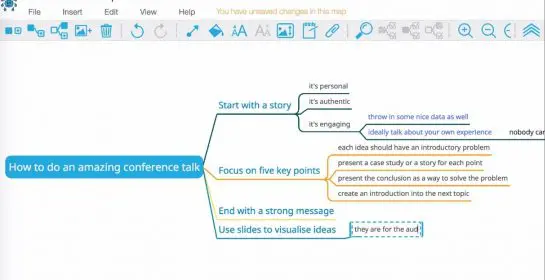 File Insert Edit View Help You have unsaved changes in this map
it's personal
Start with a story
it's authentic
it's engaging
throw in some nice data as well
ideally talk about your own experience
nobody can
How to do an amazing conference talk
Focus on five key points
each idea should have an introductory problem
present a case study or a story for each point
present the conclusion as a way to solve the problem
create an introduction into the next topic
End with a strong message
Use slides to visualise ideas
they are for the aud